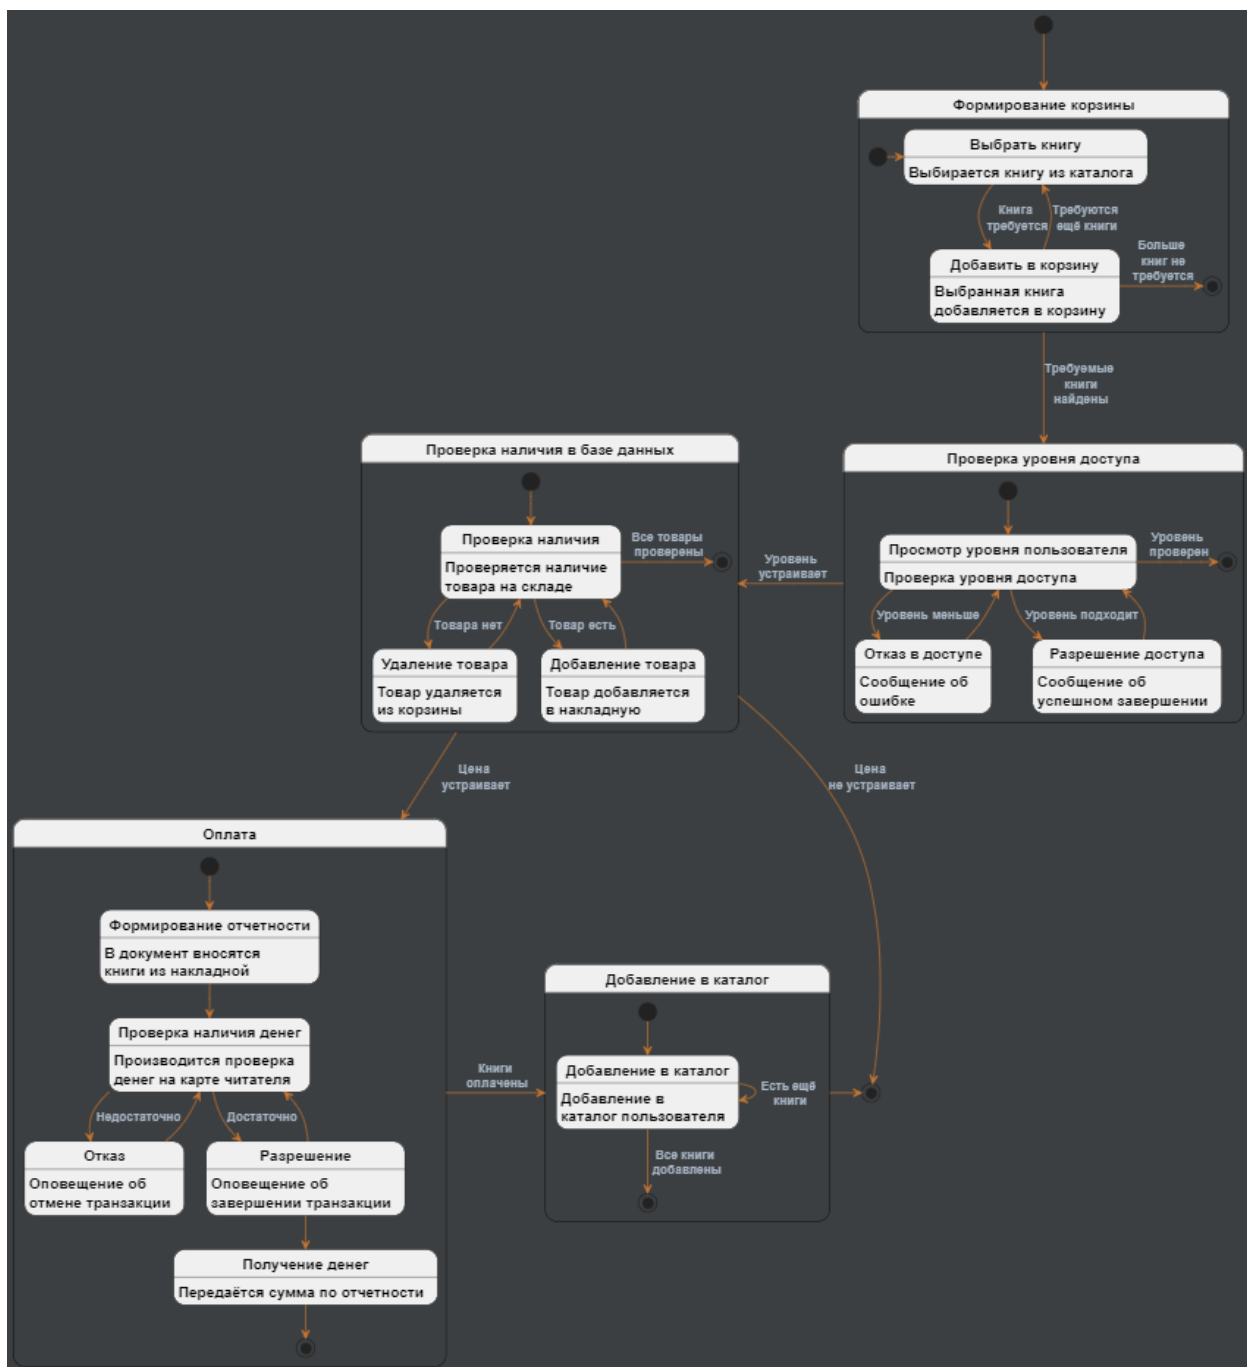 Формирование корзины
Выбрать книгу
Выбирается книгу из каталога
Книга
требуется
Требуются
ещё книги
Добавить в корзину
Выбранная книга
добавляется в корзину
Больше
книг не
требуется
Требуемые
книги
найдены
Проверка уровня доступа
Просмотр уровня пользователя
Проверка уровня доступа
Уровень
проверен
Уровень меньше
Уровень подходит
Отказ в доступе
Сообщение об
ошибке
Разрешение доступа
Сообщение об
успешном завершении
Уровень
устраивает
Проверка наличия в базе данных
Проверка наличия
Проверяется наличие
товара на складе
Все товары
проверены
Товара нет
Товар есть
Удаление товара
Товар удаляется
из корзины
Добавление товара
Товар добавляется
в накладную
Цена
устраивает
Цена
не устраивает
Оплата
Формирование отчетности
В документ вносятся
книги из накладной
Проверка наличия денег
Производится проверка
денег на карте читателя
Недостаточно
Достаточно
Отказ
Оповещение об
отмене транзакции
Разрешение
Оповещение об
завершении транзакции
Получение денег
Передаётся сумма по отчетности
Книги
оплачены
Добавление в каталог
Добавление в каталог
Добавление в
каталог пользователя
Есть ещё
книги
Все книги
добавлены